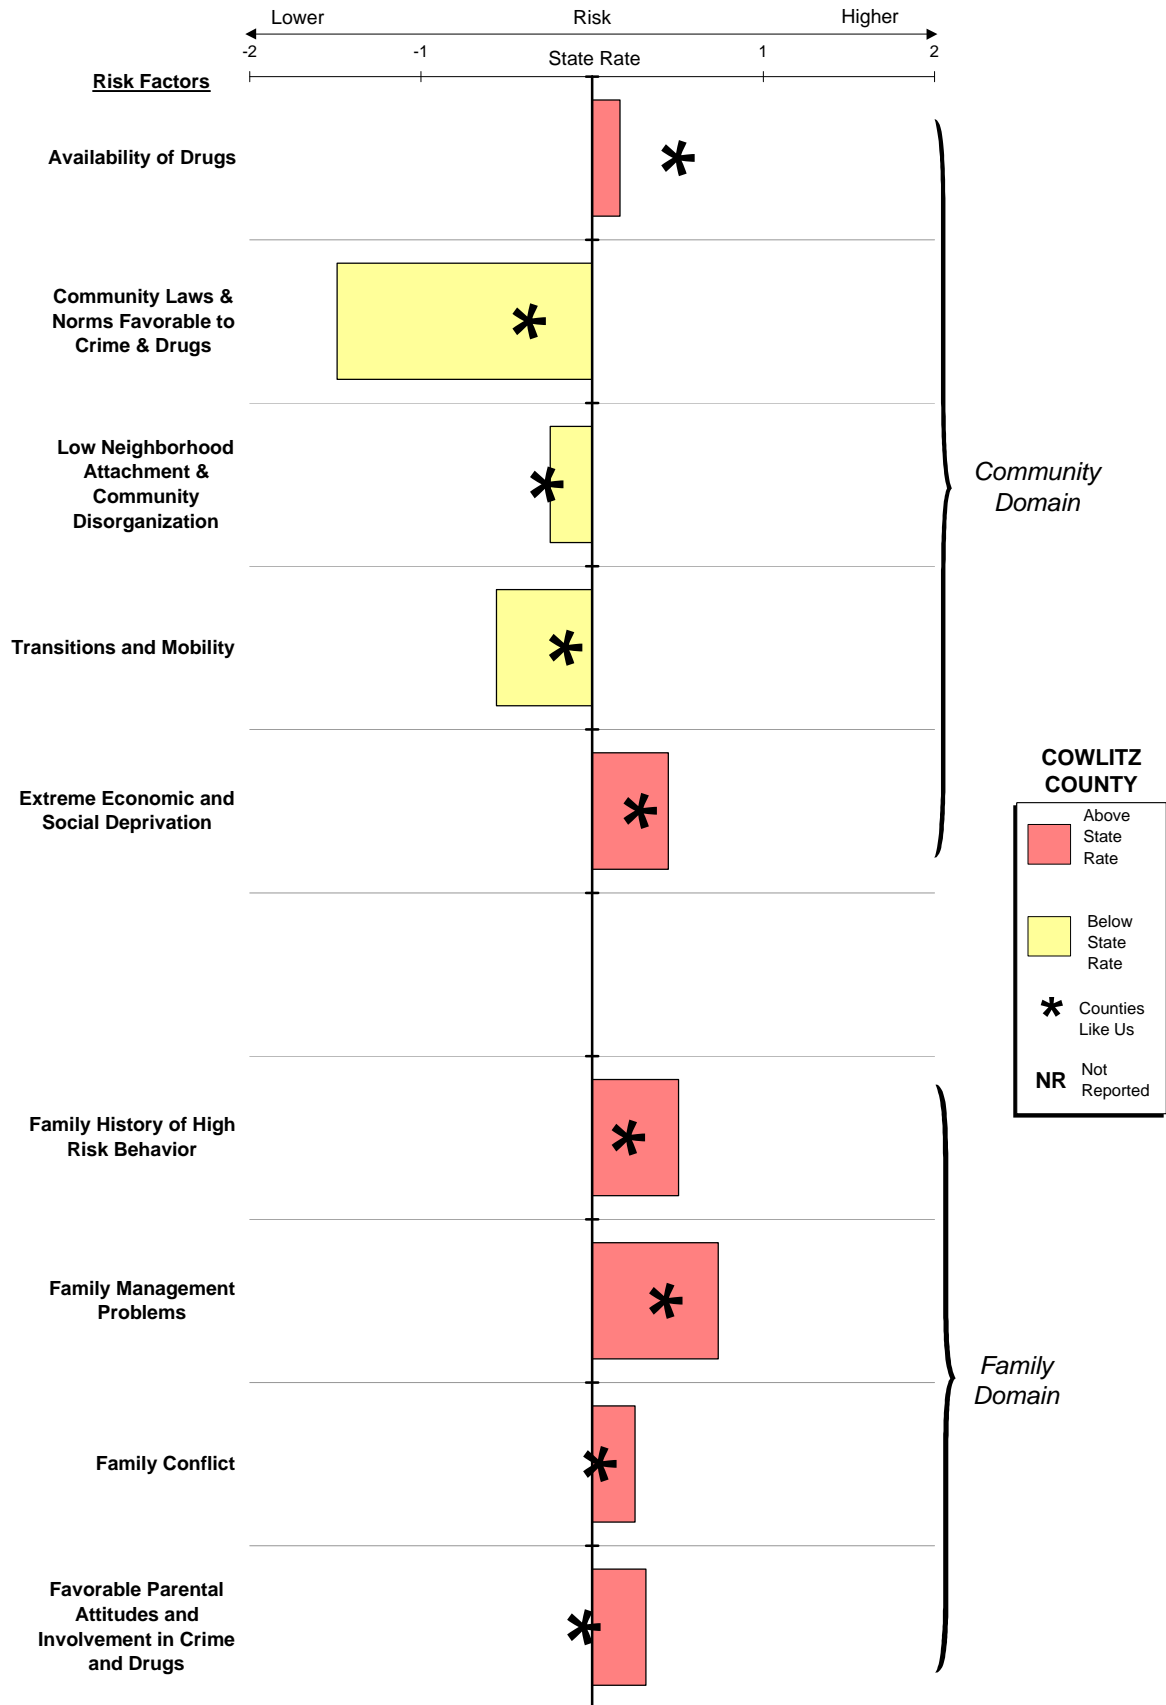 Lower Risk Higher
-2 -1 State Rate 1 2
Risk Factors
Availability of Drugs
Community Laws &
Norms Favorable to
Crime & Drugs
Low Neighborhood
Attachment &
Community
Disorganization
Transitions and Mobility
Extreme Economic and
Social Deprivation
Community
Domain
Family History of High
Risk Behavior
Family Management
Problems
Family Conflict
Favorable Parental
Attitudes and
Involvement in Crime
and Drugs
Family
Domain
COWLITZ
COUNTY
Above
State
Rate
Below
State
Rate
* Counties
Like Us
NR Not
Reported